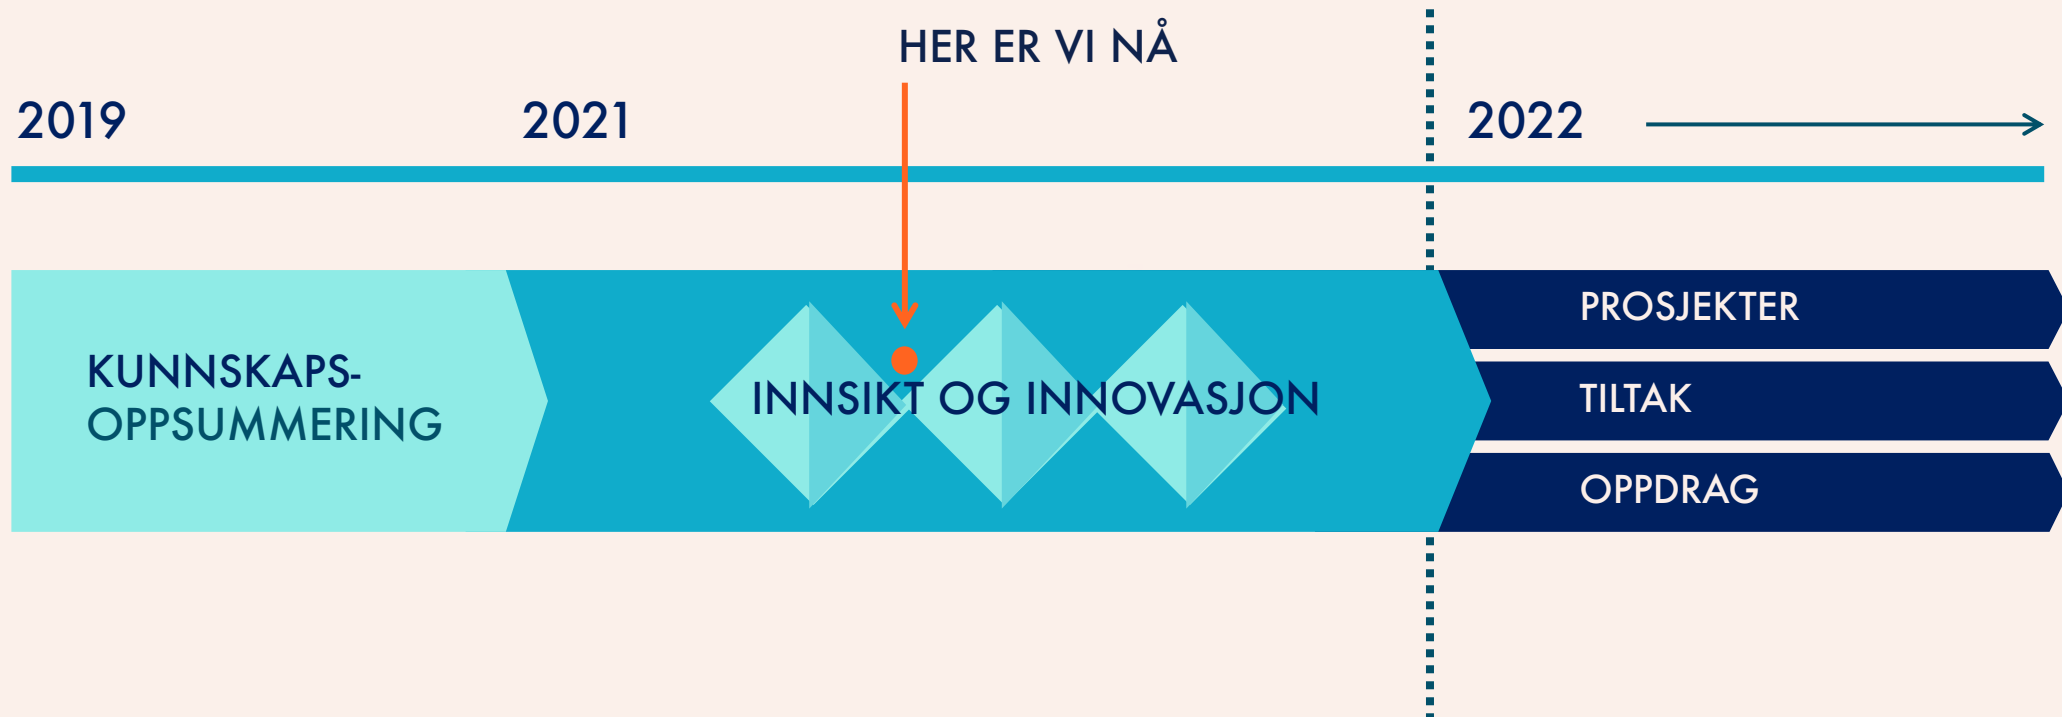 HER ER VI NÅ
2019
2021
2022
KUNNSKAPS-
OPPSUMMERING
INNSIKT OG INNOVASJON
PROSJEKTER
TILTAK
OPPDRAG